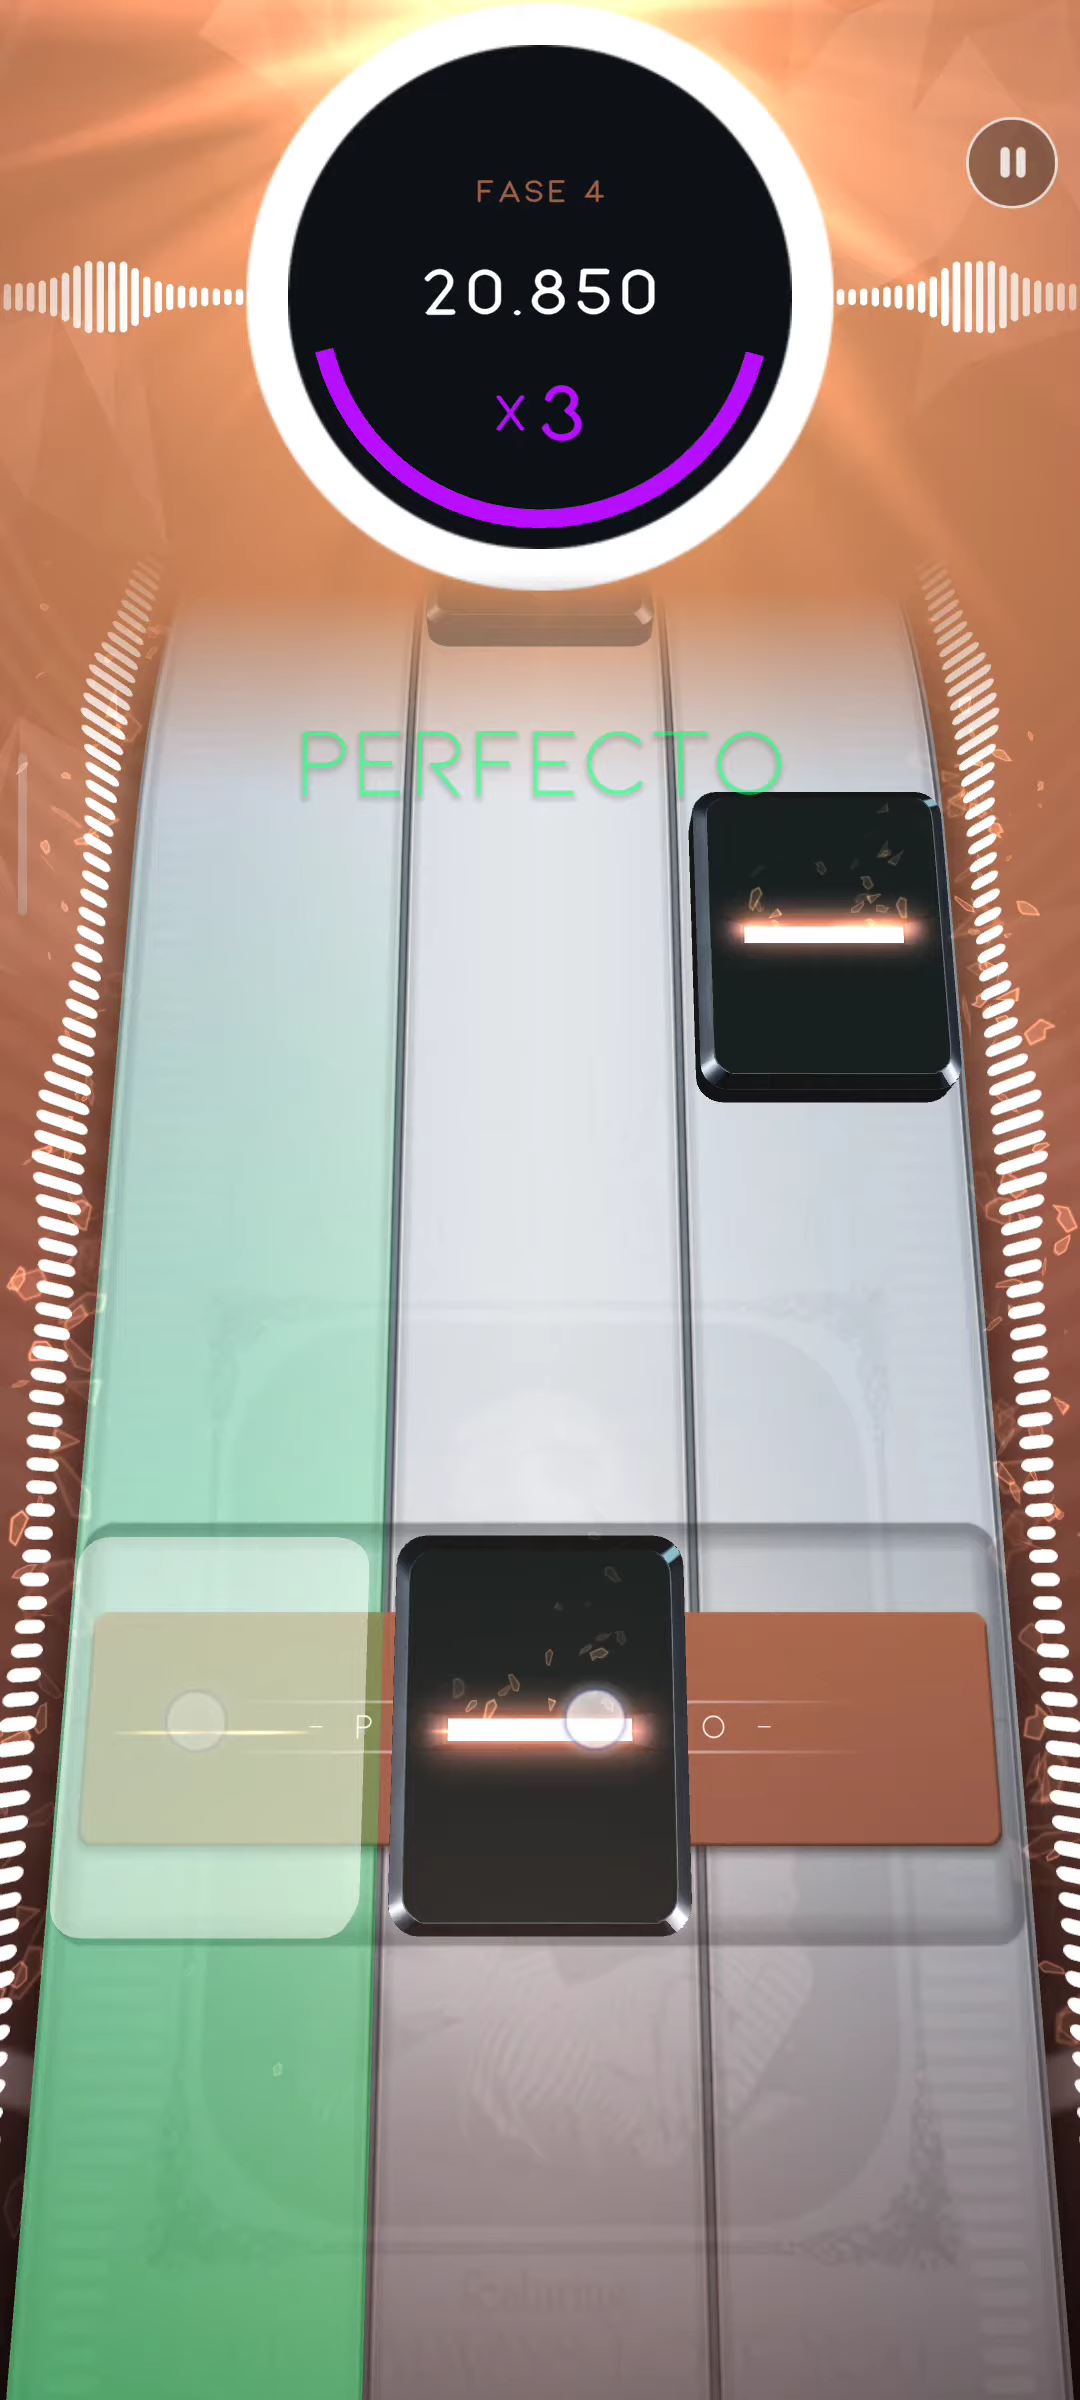 FASE 4
20.850
x3
PERFECTO
– P
O –